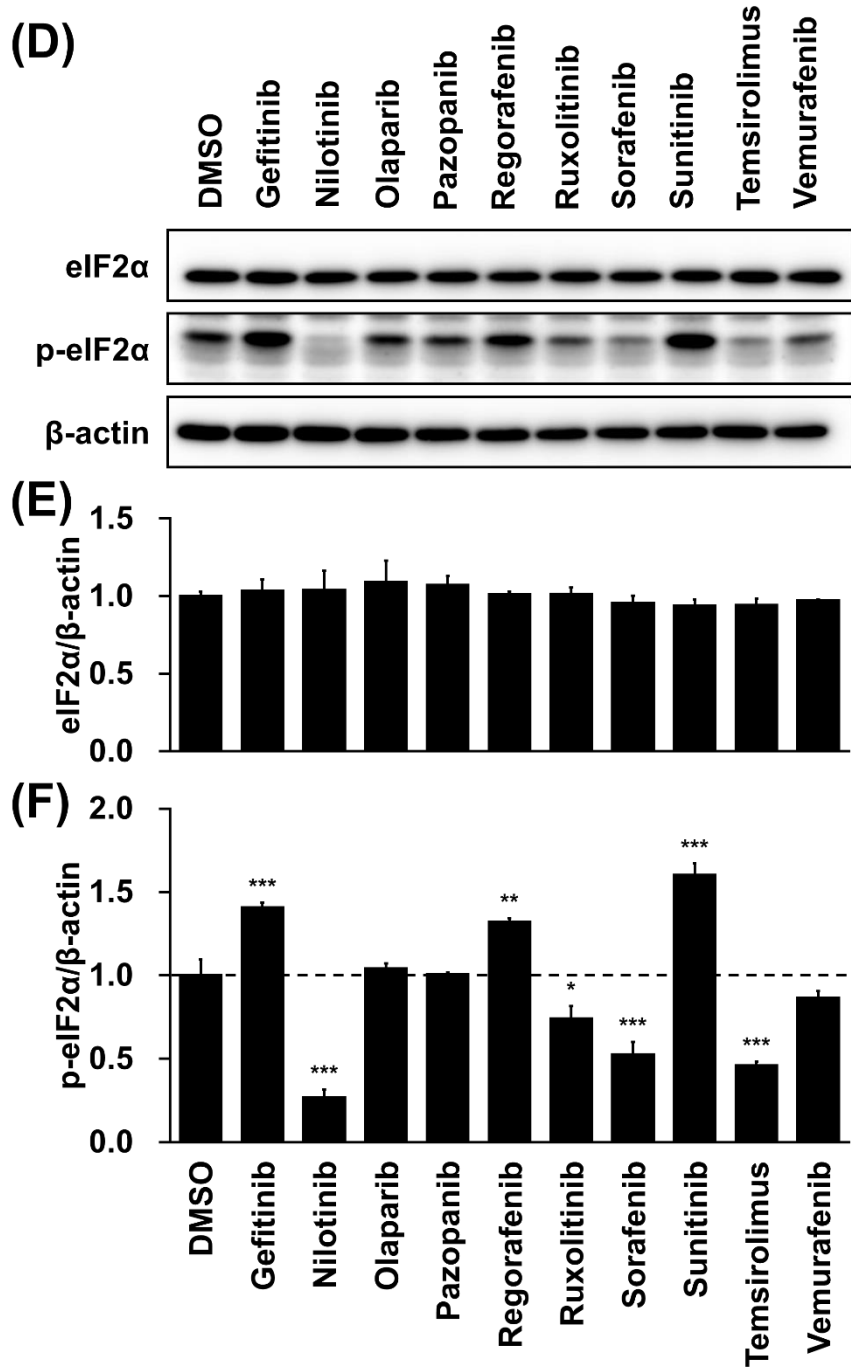 (D)
DMSO
Gefitinib
Nilotinib
Olaparib
Pazopanib
Regorafenib
Ruxolitinib
Sorafenib
Sunitinib
Temsirolimus
Vemurafenib
eIF2α
p-eIF2α
β-actin
(E)
eIF2α/β-actin
1.5
1.0
0.5
0.0
(F)
p-eIF2α/β-actin
2.0
1.5
1.0
0.5
0.0
***
***
**
*
***
***
***
DMSO
Gefitinib
Nilotinib
Olaparib
Pazopanib
Regorafenib
Ruxolitinib
Sorafenib
Sunitinib
Temsirolimus
Vemurafenib